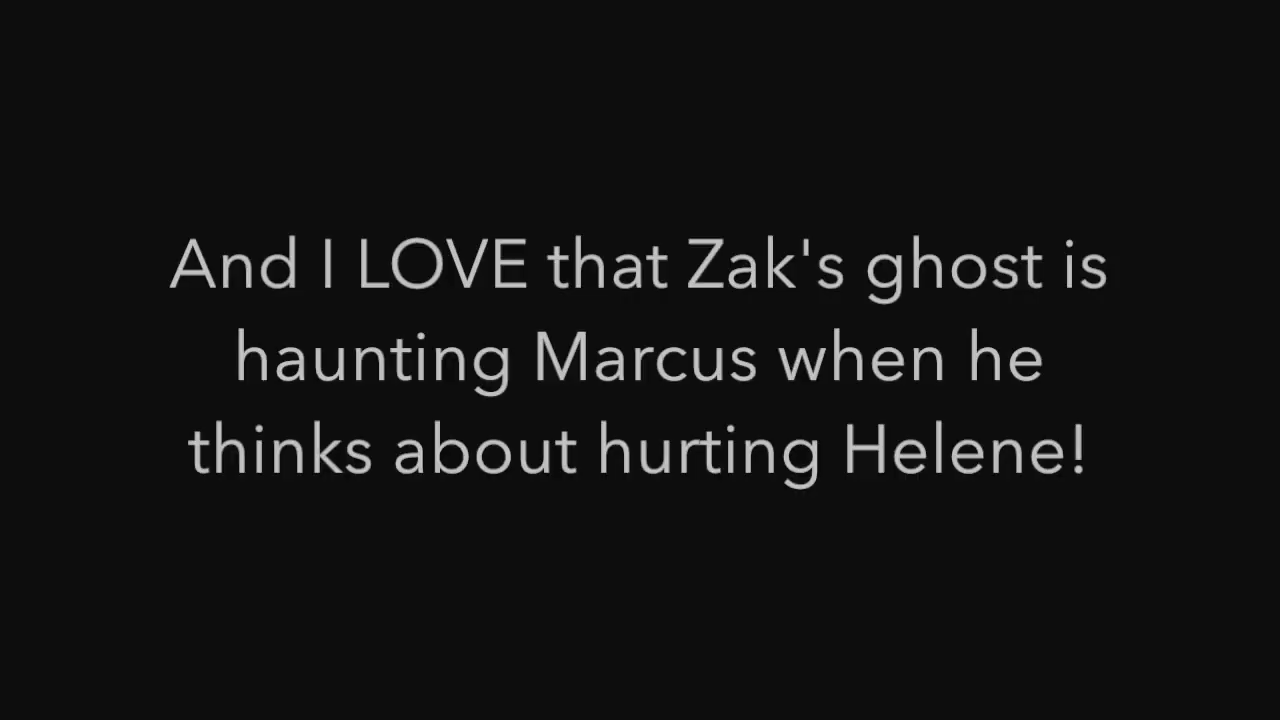 And I LOVE that Zak's ghost is
haunting Marcus when he
thinks about hurting Helene!